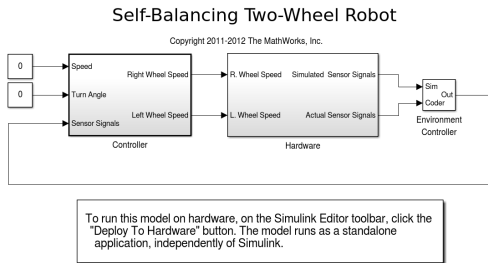 Self-Balancing Two-Wheel Robot
Copyright 2011-2012 The MathWorks, Inc.
0
Speed
0
Turn Angle
Sensor Signals
Right Wheel Speed
Left Wheel Speed
Controller
R. Wheel Speed
L. Wheel Speed
Simulated Sensor Signals
Actual Sensor Signals
Hardware
Sim
Coder
Out
Environment
Controller
To run this model on hardware, on the Simulink Editor toolbar, click the
"Deploy To Hardware" button. The model runs as a standalone
application, independently of Simulink.